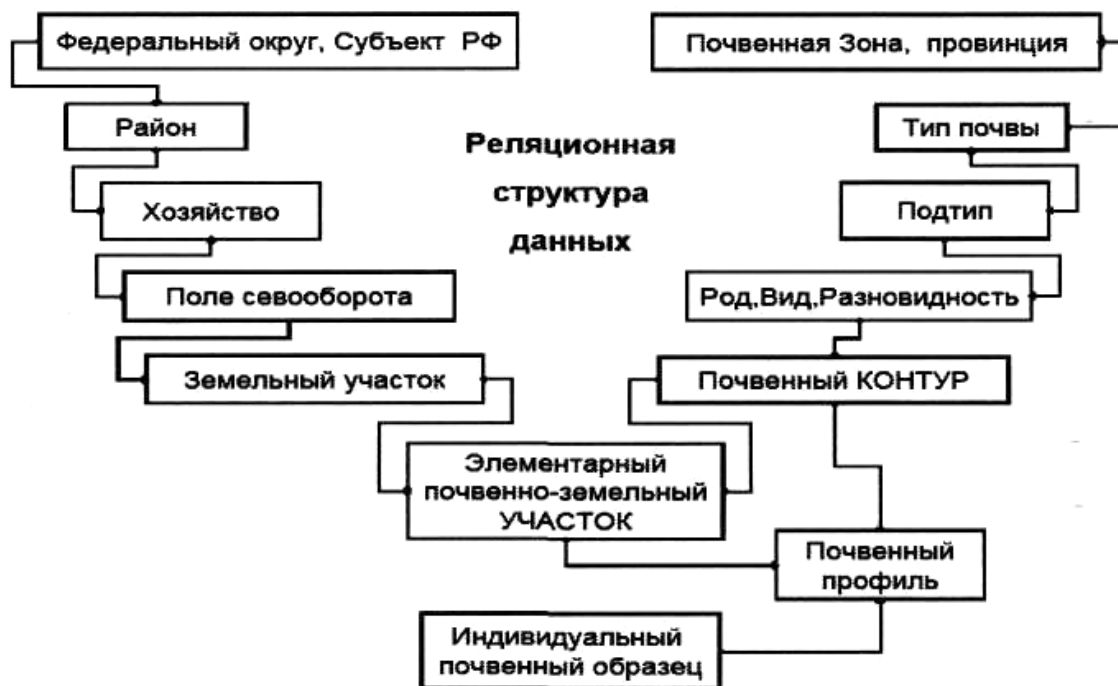 Федеральный округ, Субъект РФ
Почвенная Зона, провинция
Район
Тип почвы
Реляционная
структура
данных
Хозяйство
Подтип
Поле севооборота
Род,Вид,Разновидность
Земельный участок
Почвенный КОНТУР
Элементарный
почвенно-земельный
УЧАСТОК
Почвенный
профиль
Индивидуальный
почвенный образец